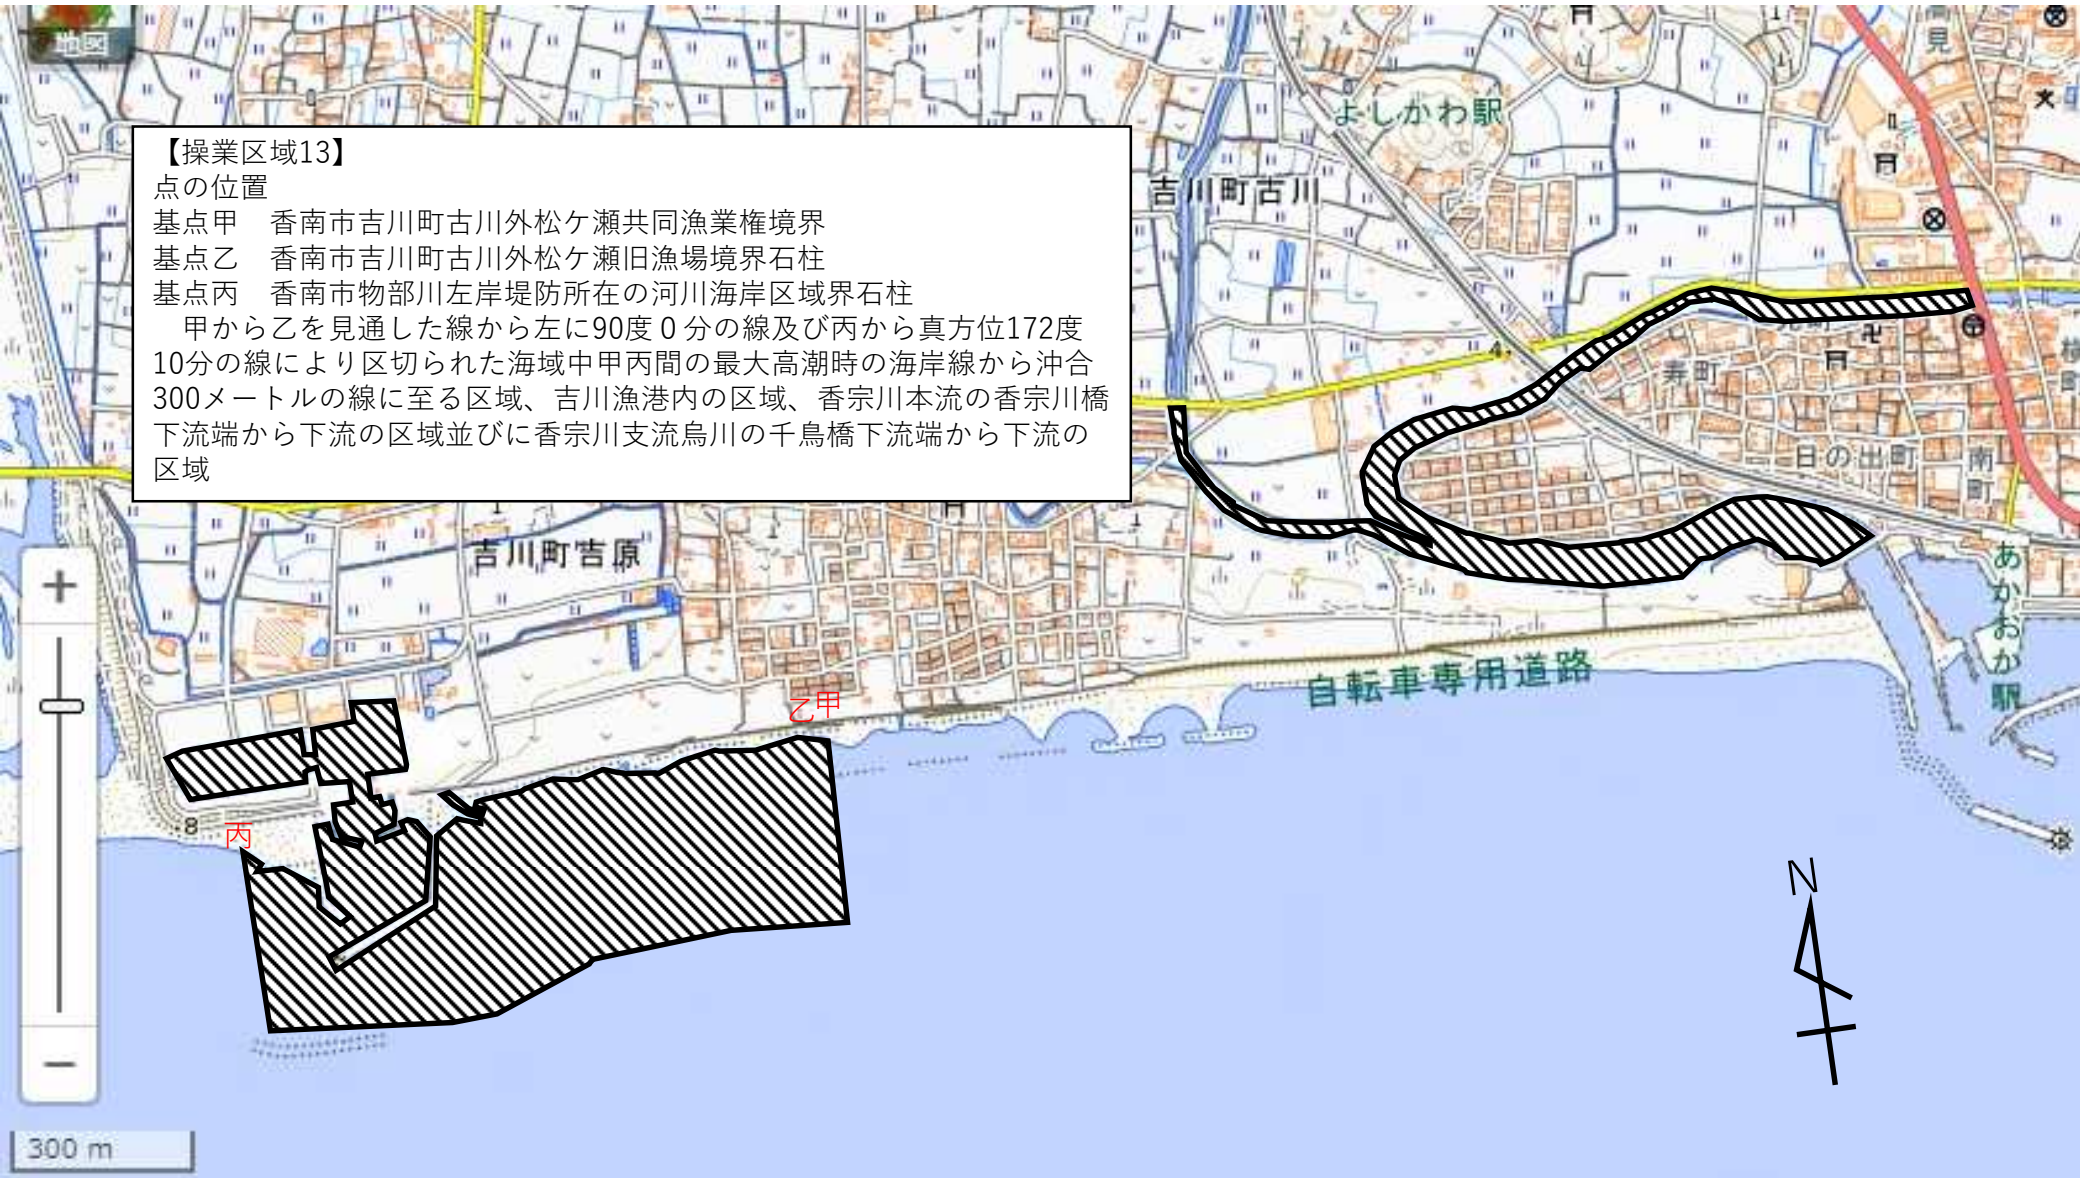 地図
よしかわ駅
見
吉川町古川
【操業区域13】
点の位置
基点甲　香南市吉川町古川外松ケ瀬共同漁業権境界
基点乙　香南市吉川町古川外松ケ瀬旧漁場境界石柱
基点丙　香南市物部川左岸堤防所在の河川海岸区域界石柱
　甲から乙を見通した線から左に90度０分の線及び丙から真方位172度
10分の線により区切られた海域中甲丙間の最大高潮時の海岸線から沖合
300メートルの線に至る区域、吉川漁港内の区域、香宗川本流の香宗川橋
下流端から下流の区域並びに香宗川支流烏川の千鳥橋下流端から下流の
区域
寿町
日の出町
南町
吉川町吉原
あかおか駅
自転車専用道路
乙甲
丙
8
N
+
−
300 m